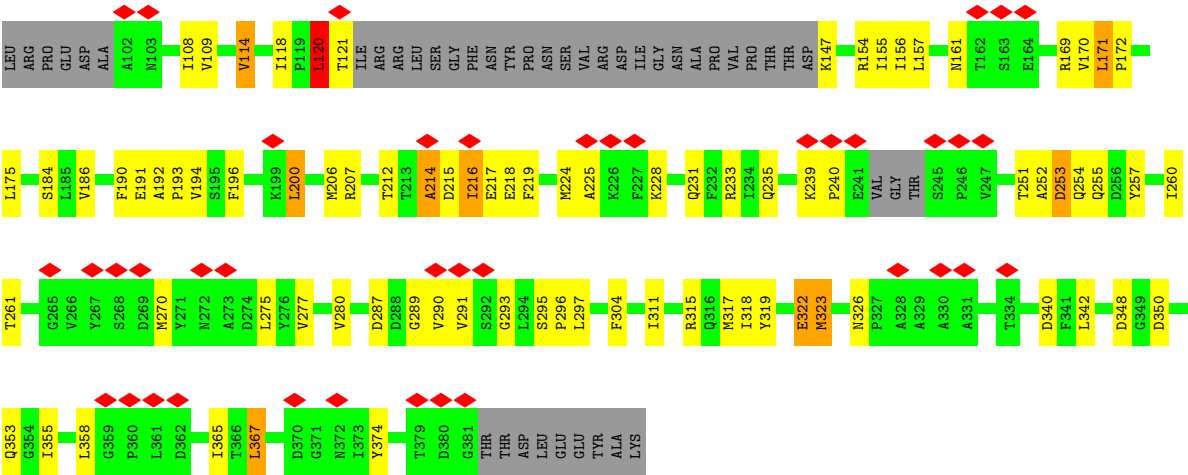 LEU ARG PRO GLU ASP ALA A102 N103 I108 V109 V114 I118 P119 L120 T121 ILE ARG ARG LEU SER GLY PHE ASN TYR PRO ASN SER VAL ARG ASP ILE GLY ASN ALA PRO VAL PRO THR THR ASP K147 R154 I155 I156 L157 N161 T162 S163 E164 R169 V170 L171 P172
L175 S184 L185 V186 F190 E191 A192 P193 V194 S195 F196 K199 L200 M206 R207 T212 T213 A214 D215 I216 E217 E218 F219 M224 A225 K226 F227 K228 Q231 F232 R233 I234 Q235 K239 P240 E241 VAL GLY THR S245 P246 V247 T251 A252 D253 Q254 Q255 D256 Y257 I260
T261 G265 V266 Y267 S268 D269 M270 Y271 N272 A273 D274 L275 Y276 V277 V280 D287 D288 G289 V290 V291 S292 G293 L294 S295 P296 L297 F304 I311 R315 Q316 M317 I318 Y319 E322 M323 N326 P327 A328 A329 A330 A331 T334 D340 F341 L342 D348 G349 D350
Q353 G354 I355 L358 G359 P360 L361 D362 I365 T366 L367 D370 G371 N372 I373 Y374 T379 D380 G381 THR THR ASP LEU GLU GLU TYR ALA LYS